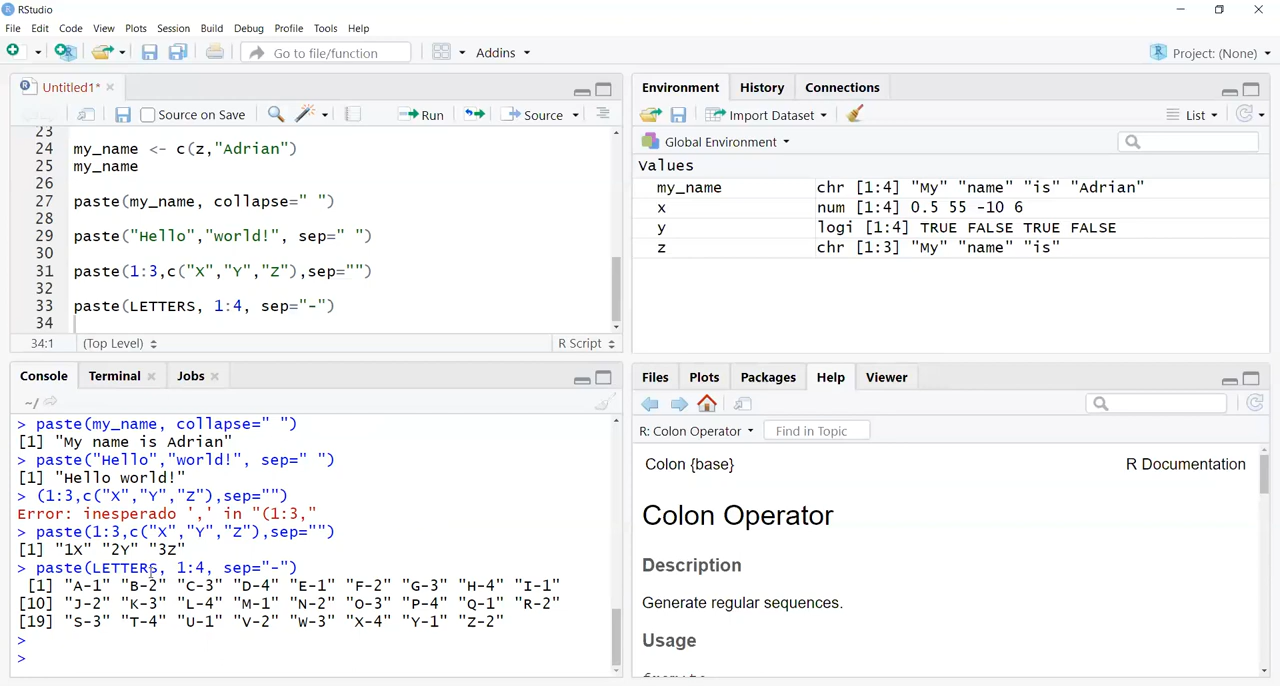 RStudio
File Edit Code View Plots Session Build Debug Profile Tools Help
Go to file/function Addins Project: (None)
Untitled1*
Source on Save Run Source
23
24 my_name <- c(z,"Adrian")
25 my_name
26
27 paste(my_name, collapse=" ")
28
29 paste("Hello","world!", sep=" ")
30
31 paste(1:3,c("X","Y","Z"),sep="")
32
33 paste(LETTERS, 1:4, sep="-")
34
34:1 (Top Level) R Script
Console Terminal Jobs
~/
> paste(my_name, collapse=" ")
[1] "My name is Adrian"
> paste("Hello","world!", sep=" ")
[1] "Hello world!"
> (1:3,c("X","Y","Z"),sep="")
Error: inesperado ',' in "(1:3,"
> paste(1:3,c("X","Y","Z"),sep="")
[1] "1X" "2Y" "3Z"
> paste(LETTERS, 1:4, sep="-")
[1] "A-1" "B-2" "C-3" "D-4" "E-1" "F-2" "G-3" "H-4" "I-1"
[10] "J-2" "K-3" "L-4" "M-1" "N-2" "O-3" "P-4" "Q-1" "R-2"
[19] "S-3" "T-4" "U-1" "V-2" "W-3" "X-4" "Y-1" "Z-2"
>
>
Environment History Connections
Import Dataset List
Global Environment
Values
my_name chr [1:4] "My" "name" "is" "Adrian"
x num [1:4] 0.5 55 -10 6
y logi [1:4] TRUE FALSE TRUE FALSE
z chr [1:3] "My" "name" "is"
Files Plots Packages Help Viewer
R: Colon Operator Find in Topic
Colon {base} R Documentation
Colon Operator
Description
Generate regular sequences.
Usage